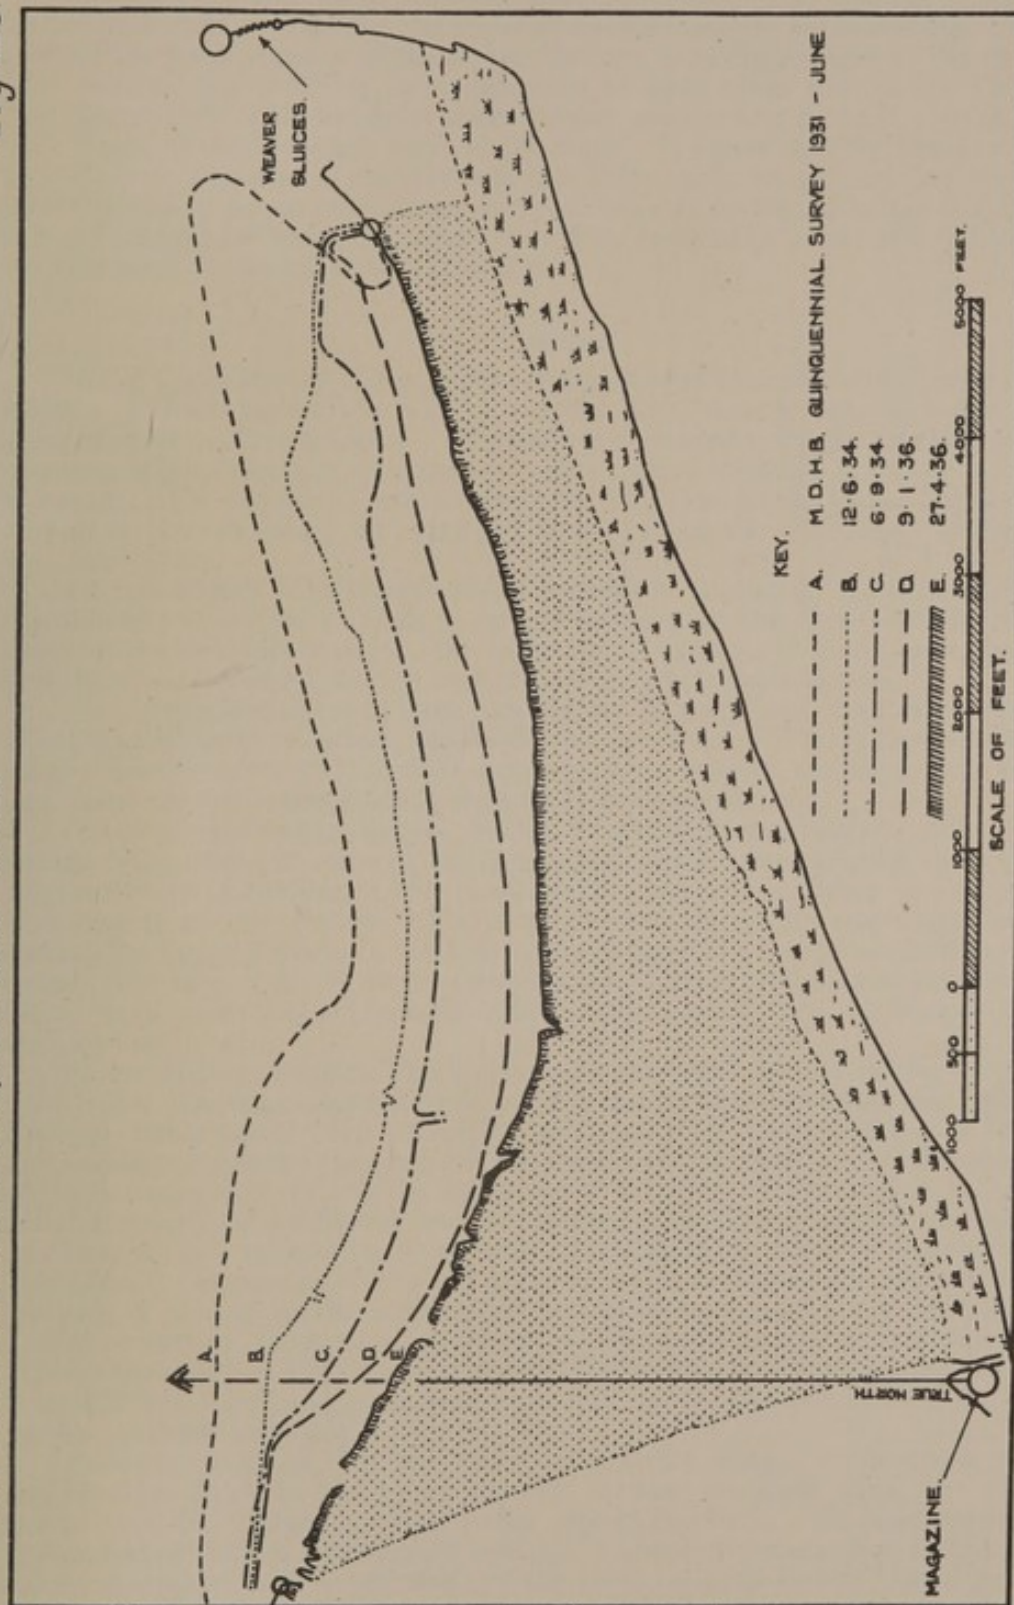 WEAVER
SLUICES.
A.
B.
C.
D.
E.
TRUE NORTH
MAGAZINE.
KEY.
A. M.D.H.B. QUINQUENNIAL SURVEY 1931 - JUNE
B. 12·6·34.
C. 6·9·34.
D. 9·1·36.
E. 27·4·36.
1000 500 0 1000 2000 3000 4000 5000 FEET.
SCALE OF FEET.